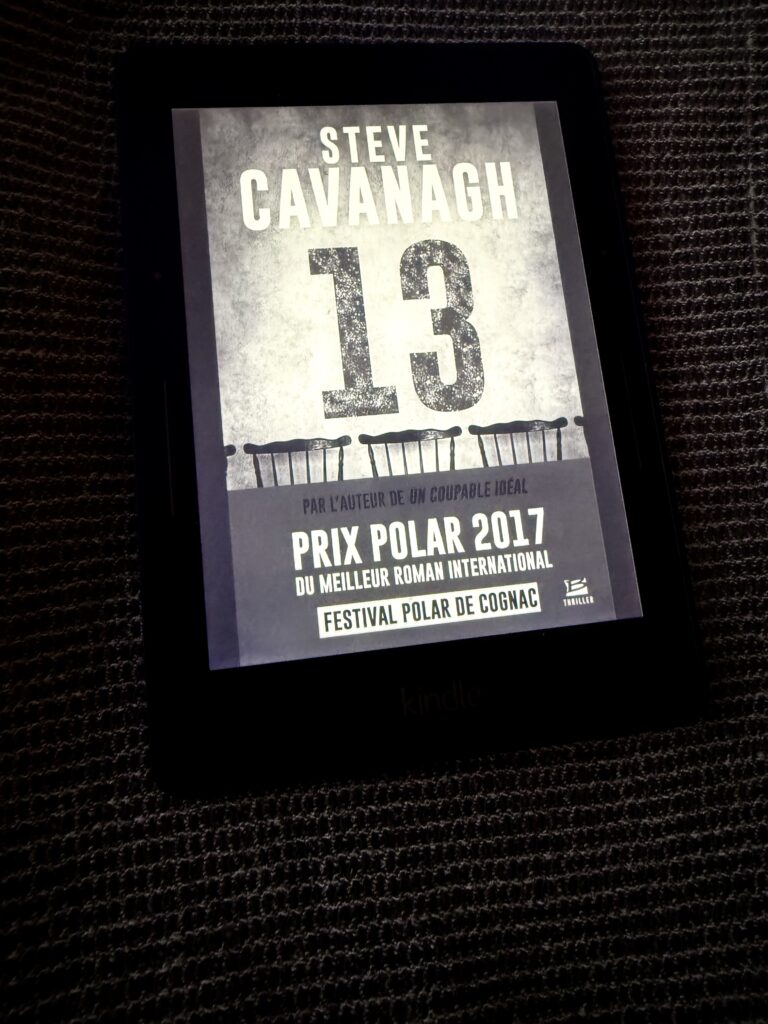 STEVE
CAVANAGH
13
PAR L'AUTEUR DE UN COUPABLE IDÉAL
PRIX POLAR 2017
DU MEILLEUR ROMAN INTERNATIONAL
FESTIVAL POLAR DE COGNAC
THRILLER
kindle